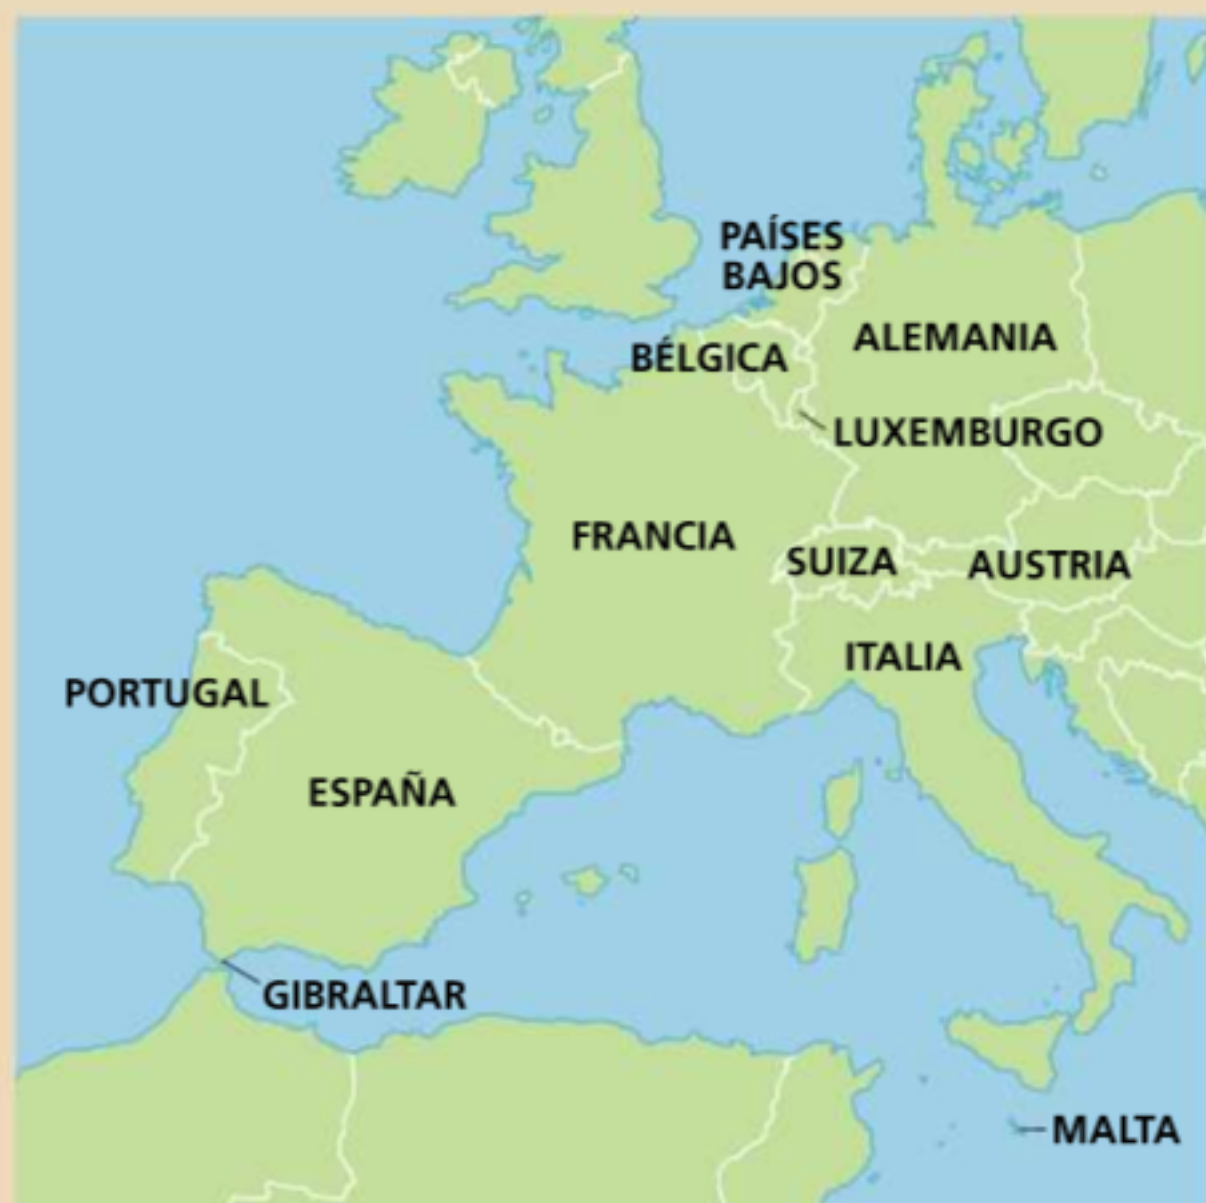 PAÍSES
BAJOS
ALEMANIA
BÉLGICA
LUXEMBURGO
FRANCIA
SUIZA
AUSTRIA
ITALIA
PORTUGAL
ESPAÑA
GIBRALTAR
MALTA